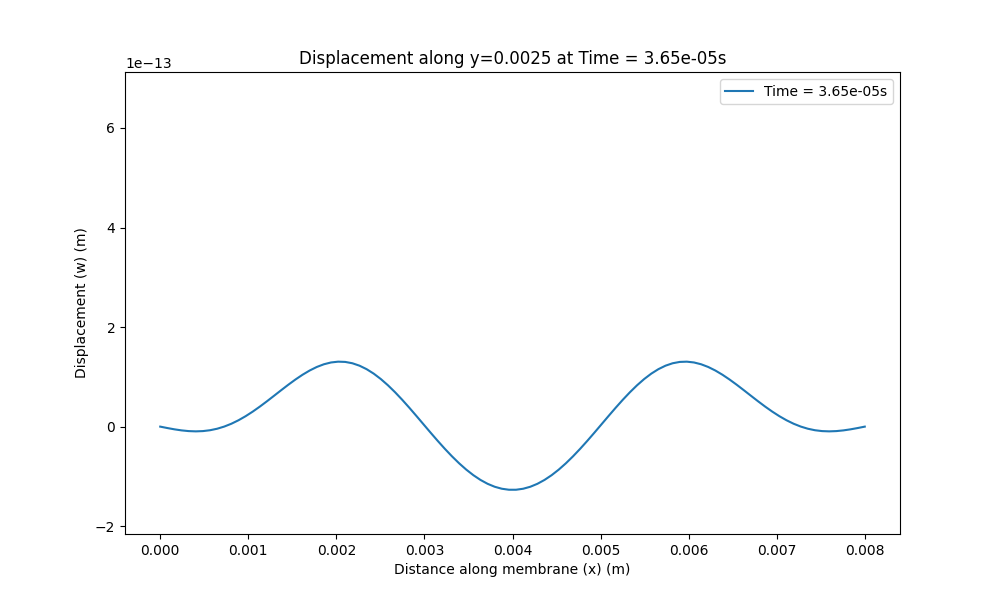 Displacement along y=0.0025 at Time = 3.65e-05s
1e−13
Time = 3.65e-05s
6
4
2
0
−2
Displacement (w) (m)
0.000 0.001 0.002 0.003 0.004 0.005 0.006 0.007 0.008
Distance along membrane (x) (m)